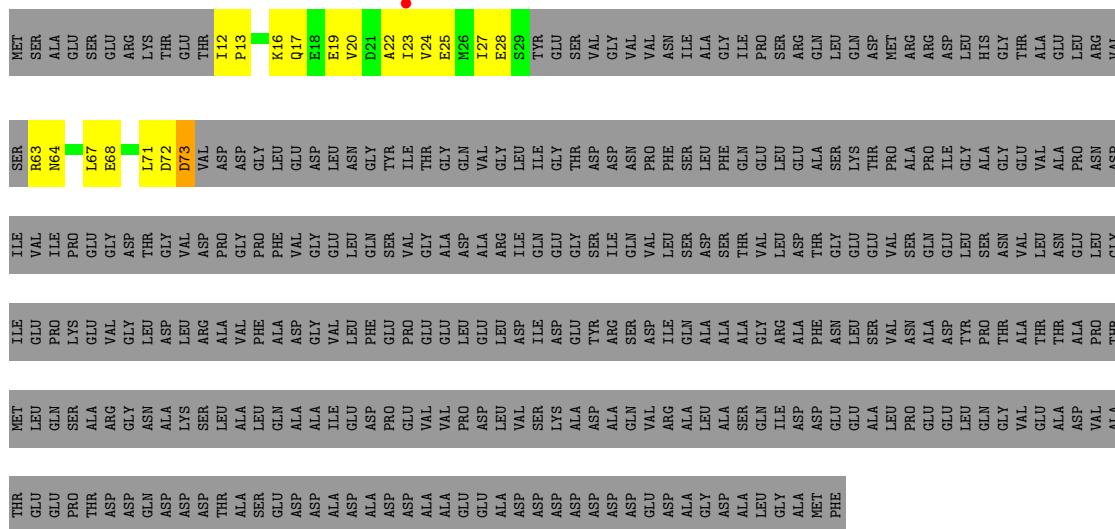 MET SER ALA GLU SER GLU ARG LYS THR GLU THR I12 P13 K16 Q17 E18 E19 V20 D21 A22 I23 V24 E25 M26 I27 E28 S29 TYR GLU SER VAL GLY VAL VAL ASN ILE ALA GLY ILE PRO SER ARG GLN LEU GLN ASP MET ARG ARG ASP LEU HIS GLY THR ALA GLU LEU ARG VAL
SER R63 N64 L67 E68 L71 D72 D73 VAL ASP ASP GLY LEU GLU ASP LEU ASN GLY TYR ILE THR GLY GLN VAL GLY LEU ILE GLY THR ASP ASP ASN PRO PHE SER LEU PHE GLN GLU LEU GLU ALA SER LYS THR PRO ALA PRO ILE GLY ALA GLY GLU VAL ALA PRO ASN ASP
ILE VAL ILE PRO GLU GLY ASP THR GLY VAL ASP PRO GLY PRO PHE VAL GLY GLU LEU GLN SER VAL GLY ALA ASP ALA ARG ILE GLN GLU GLY SER ILE GLN VAL LEU SER ASP SER THR VAL LEU ASP THR GLY GLU GLU VAL SER GLN GLU LEU SER ASN VAL LEU ASN GLU LEU GLY
ILE GLU PRO LYS GLU VAL GLY LEU ASP LEU ARG ALA VAL PHE ALA ASP GLY VAL LEU PHE GLU PRO GLU GLU LEU GLU LEU ASP ILE ASP GLU TYR ARG SER ASP ILE GLN ALA ALA ALA GLY ARG ALA PHE ASN LEU SER VAL ASN ALA ASP TYR PRO THR ALA THR THR ALA PRO THR
MET LEU GLN SER ALA ARG GLY ASN ALA LYS SER LEU ALA LEU GLN ALA ALA ILE GLU ASP PRO GLU VAL VAL PRO ASP LEU VAL SER LYS ALA ASP ALA GLN VAL ARG ALA LEU ALA SER GLN ILE ASP ASP GLU GLU ALA LEU PRO GLU GLU LEU GLN GLY VAL GLU ALA ASP VAL ALA
THR GLU GLU PRO THR ASP ASP GLN ASP ASP ASP THR ALA SER GLU ASP ASP ALA ASP ALA ASP ASP ALA ALA GLU GLU ALA ASP ASP ASP ASP ASP ASP GLU ASP ALA GLY ASP ALA LEU GLY ALA MET PHE